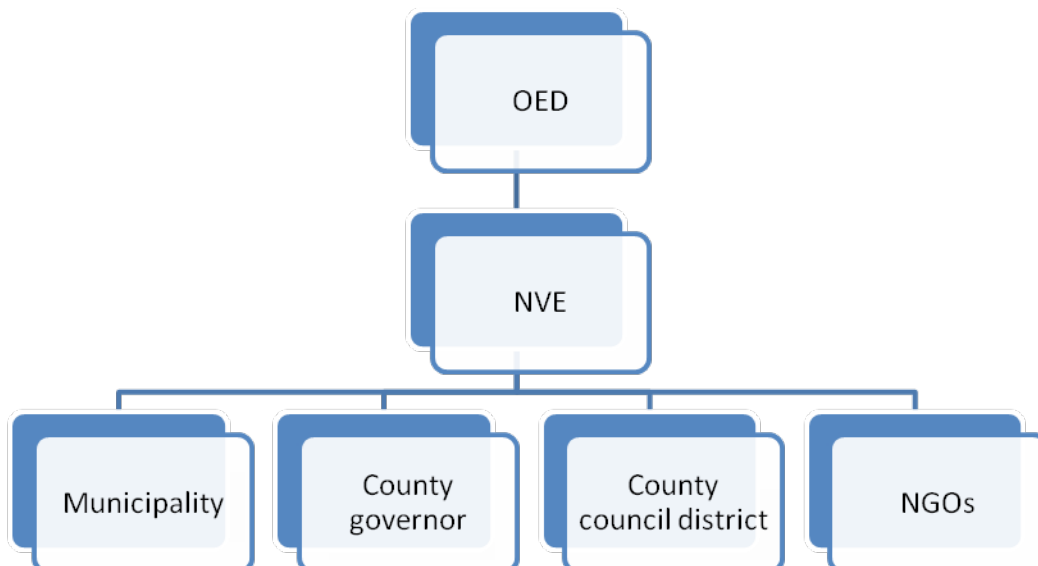 OED
NVE
Municipality
County
governor
County
council district
NGOs